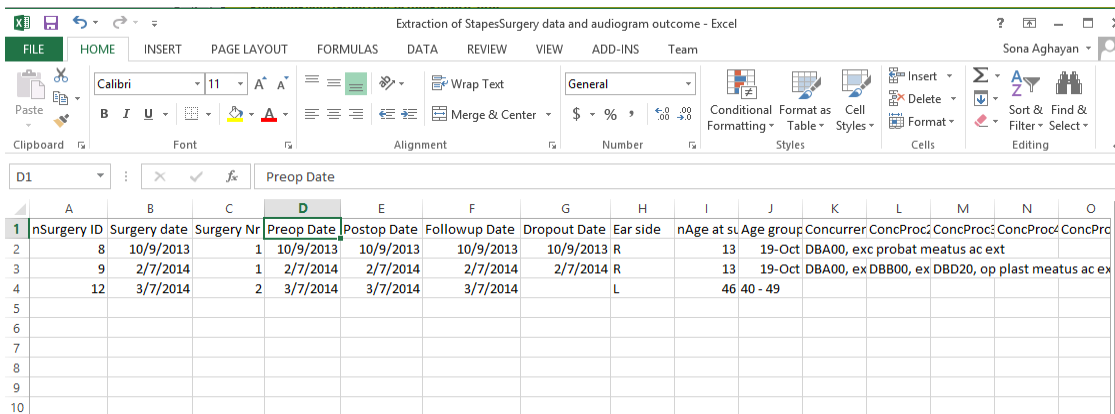 Extraction of StapesSurgery data and audiogram outcome - Excel
FILE HOME INSERT PAGE LAYOUT FORMULAS DATA REVIEW VIEW ADD-INS Team Sona Aghayan
Paste Calibri 11 Wrap Text General Conditional Formatting Format as Table Cell Styles Insert Sort & Filter Find & Select
B I U Merge & Center $ % Delete
Format
Clipboard Font Alignment Number Styles Cells Editing
D1 fx Preop Date
A B C D E F G H I J K L M N O
1 nSurgery ID Surgery date Surgery Nr Preop Date Postop Date Followup Date Dropout Date Ear side nAge at su Age group Concurren ConcProc2 ConcProc3 ConcProc4 ConcPro
2 8 10/9/2013 1 10/9/2013 10/9/2013 10/9/2013 10/9/2013 R 13 19-Oct DBA00, exc probat meatus ac ext
3 9 2/7/2014 1 2/7/2014 2/7/2014 2/7/2014 2/7/2014 R 13 19-Oct DBA00, ex DBB00, ex DBD20, op plast meatus ac ex
4 12 3/7/2014 2 3/7/2014 3/7/2014 3/7/2014 L 46 40 - 49
5
6
7
8
9
10